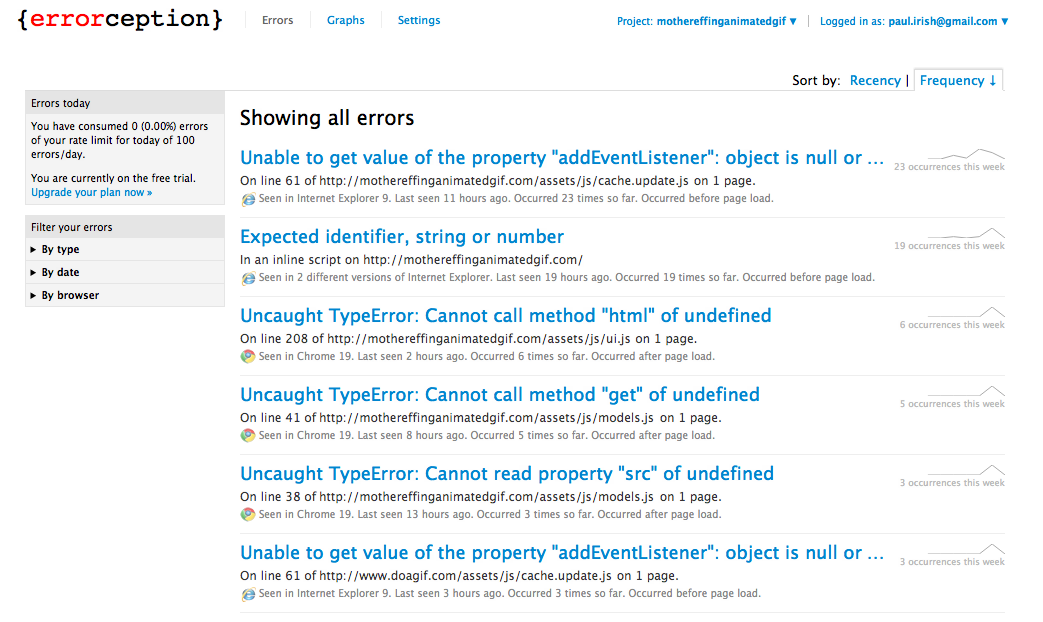 {errorception}
Errors Graphs Settings
Project: mothereffinganimatedgif ▼ | Logged in as: paul.irish@gmail.com ▼
Sort by: Recency | Frequency ↓
Errors today
You have consumed 0 (0.00%) errors
of your rate limit for today of 100
errors/day.
You are currently on the free trial.
Upgrade your plan now »
Filter your errors
▸ By type
▸ By date
▸ By browser
Showing all errors
Unable to get value of the property "addEventListener": object is null or ...
23 occurrences this week
On line 61 of http://mothereffinganimatedgif.com/assets/js/cache.update.js on 1 page.
Seen in Internet Explorer 9. Last seen 11 hours ago. Occurred 23 times so far. Occurred before page load.
Expected identifier, string or number
19 occurrences this week
In an inline script on http://mothereffinganimatedgif.com/
Seen in 2 different versions of Internet Explorer. Last seen 19 hours ago. Occurred 19 times so far. Occurred before page load.
Uncaught TypeError: Cannot call method "html" of undefined
6 occurrences this week
On line 208 of http://mothereffinganimatedgif.com/assets/js/ui.js on 1 page.
Seen in Chrome 19. Last seen 2 hours ago. Occurred 6 times so far. Occurred after page load.
Uncaught TypeError: Cannot call method "get" of undefined
5 occurrences this week
On line 41 of http://mothereffinganimatedgif.com/assets/js/models.js on 1 page.
Seen in Chrome 19. Last seen 8 hours ago. Occurred 5 times so far. Occurred after page load.
Uncaught TypeError: Cannot read property "src" of undefined
3 occurrences this week
On line 38 of http://mothereffinganimatedgif.com/assets/js/models.js on 1 page.
Seen in Chrome 19. Last seen 13 hours ago. Occurred 3 times so far. Occurred after page load.
Unable to get value of the property "addEventListener": object is null or ...
3 occurrences this week
On line 61 of http://www.doagif.com/assets/js/cache.update.js on 1 page.
Seen in Internet Explorer 9. Last seen 3 hours ago. Occurred 3 times so far. Occurred before page load.